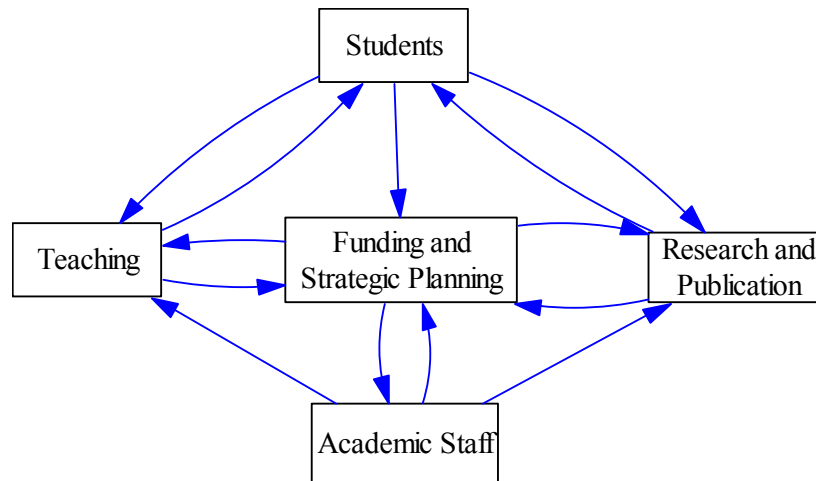 Students
Teaching
Funding and
Strategic Planning
Research and
Publication
Academic Staff